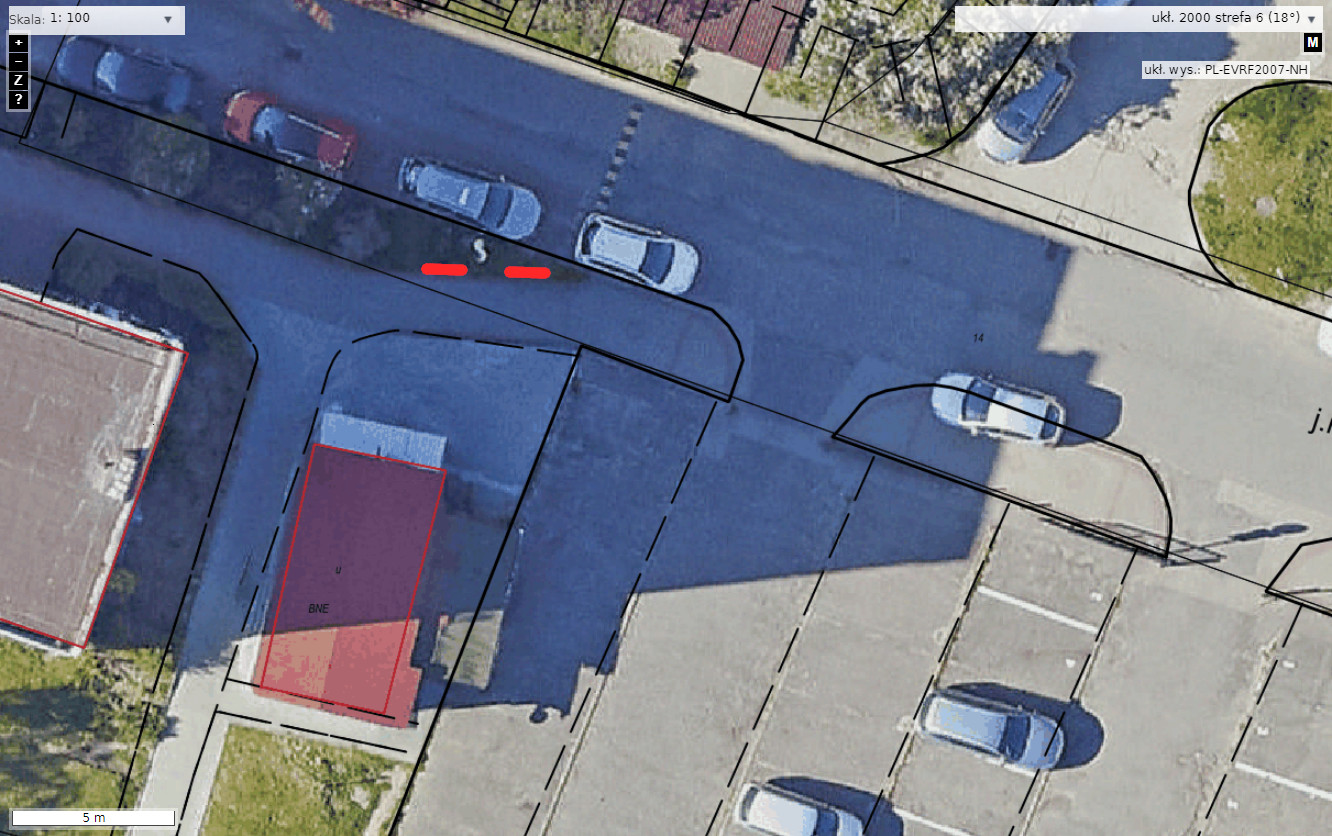 Skala: 1: 100
ukł. 2000 strefa 6 (18°)
+
−
Z
?
M
ukł. wys.: PL-EVRF2007-NH
14
u
BNE
5 m